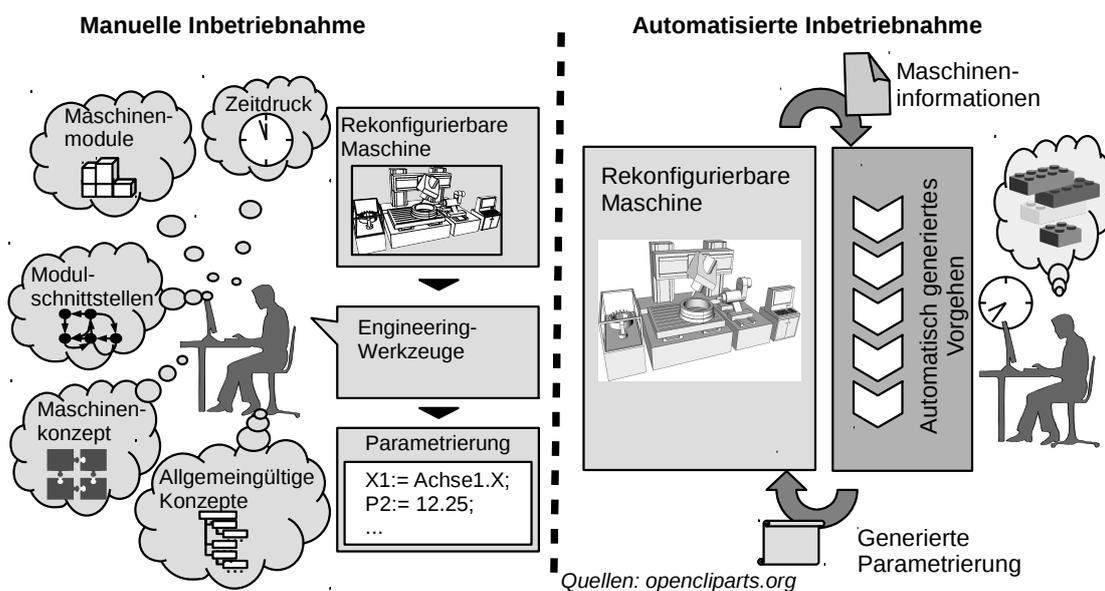 Manuelle Inbetriebnahme
Maschinen-
module
Zeitdruck
Modul-
schnittstellen
Maschinen-
konzept
Allgemeingültige
Konzepte
Rekonfigurierbare
Maschine
Engineering-
Werkzeuge
Parametrierung
X1:= Achse1.X;
P2:= 12.25;
...
Automatisierte Inbetriebnahme
Maschinen-
informationen
Rekonfigurierbare
Maschine
Automatisch generiertes
Vorgehen
Generierte
Parametrierung
Quellen: opencliparts.org